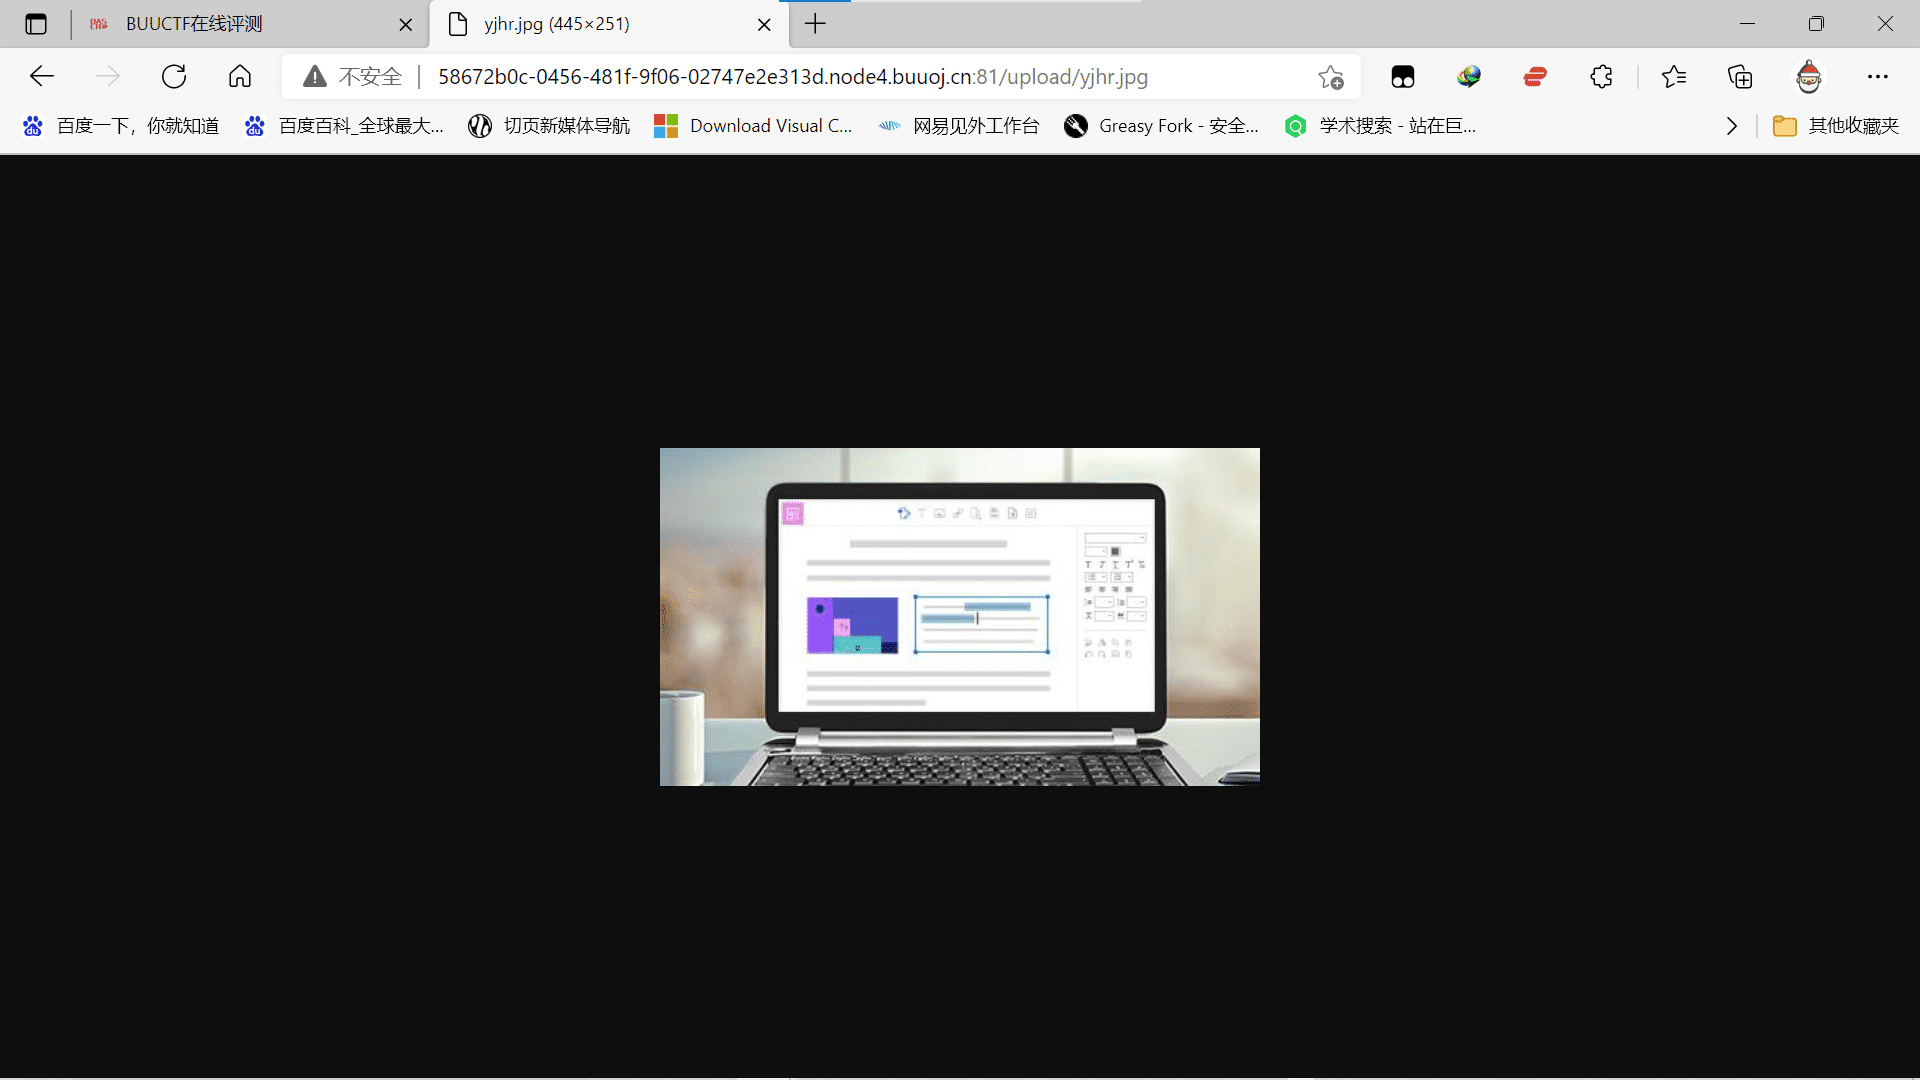 BUUCTF在线评测
yjhr.jpg (445×251)
不安全
58672b0c-0456-481f-9f06-02747e2e313d.node4.buuoj.cn:81/upload/yjhr.jpg
百度一下，你就知道
百度百科_全球最大...
切页新媒体导航
Download Visual C...
网易见外工作台
Greasy Fork - 安全...
学术搜索 - 站在巨...
其他收藏夹